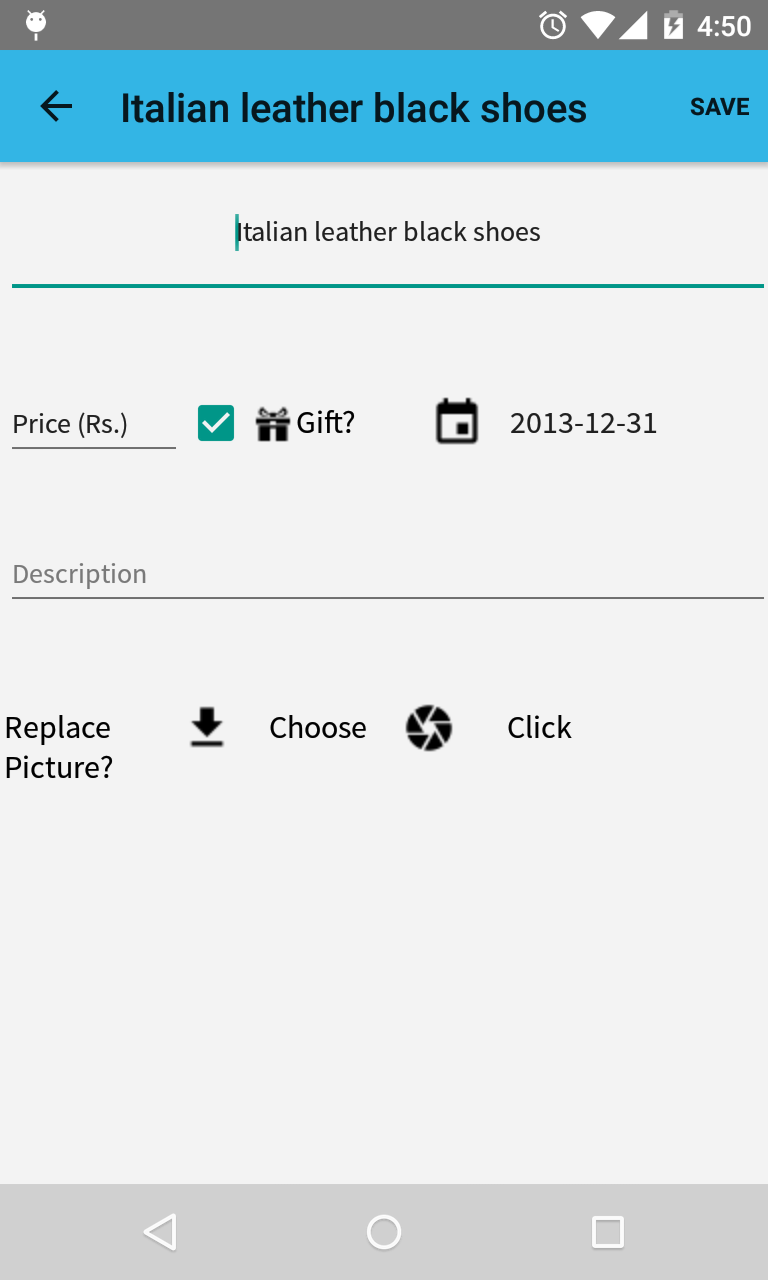 4:50
Italian leather black shoes SAVE
Italian leather black shoes
Price (Rs.) Gift? 2013-12-31
Description
Replace Choose Click
Picture?